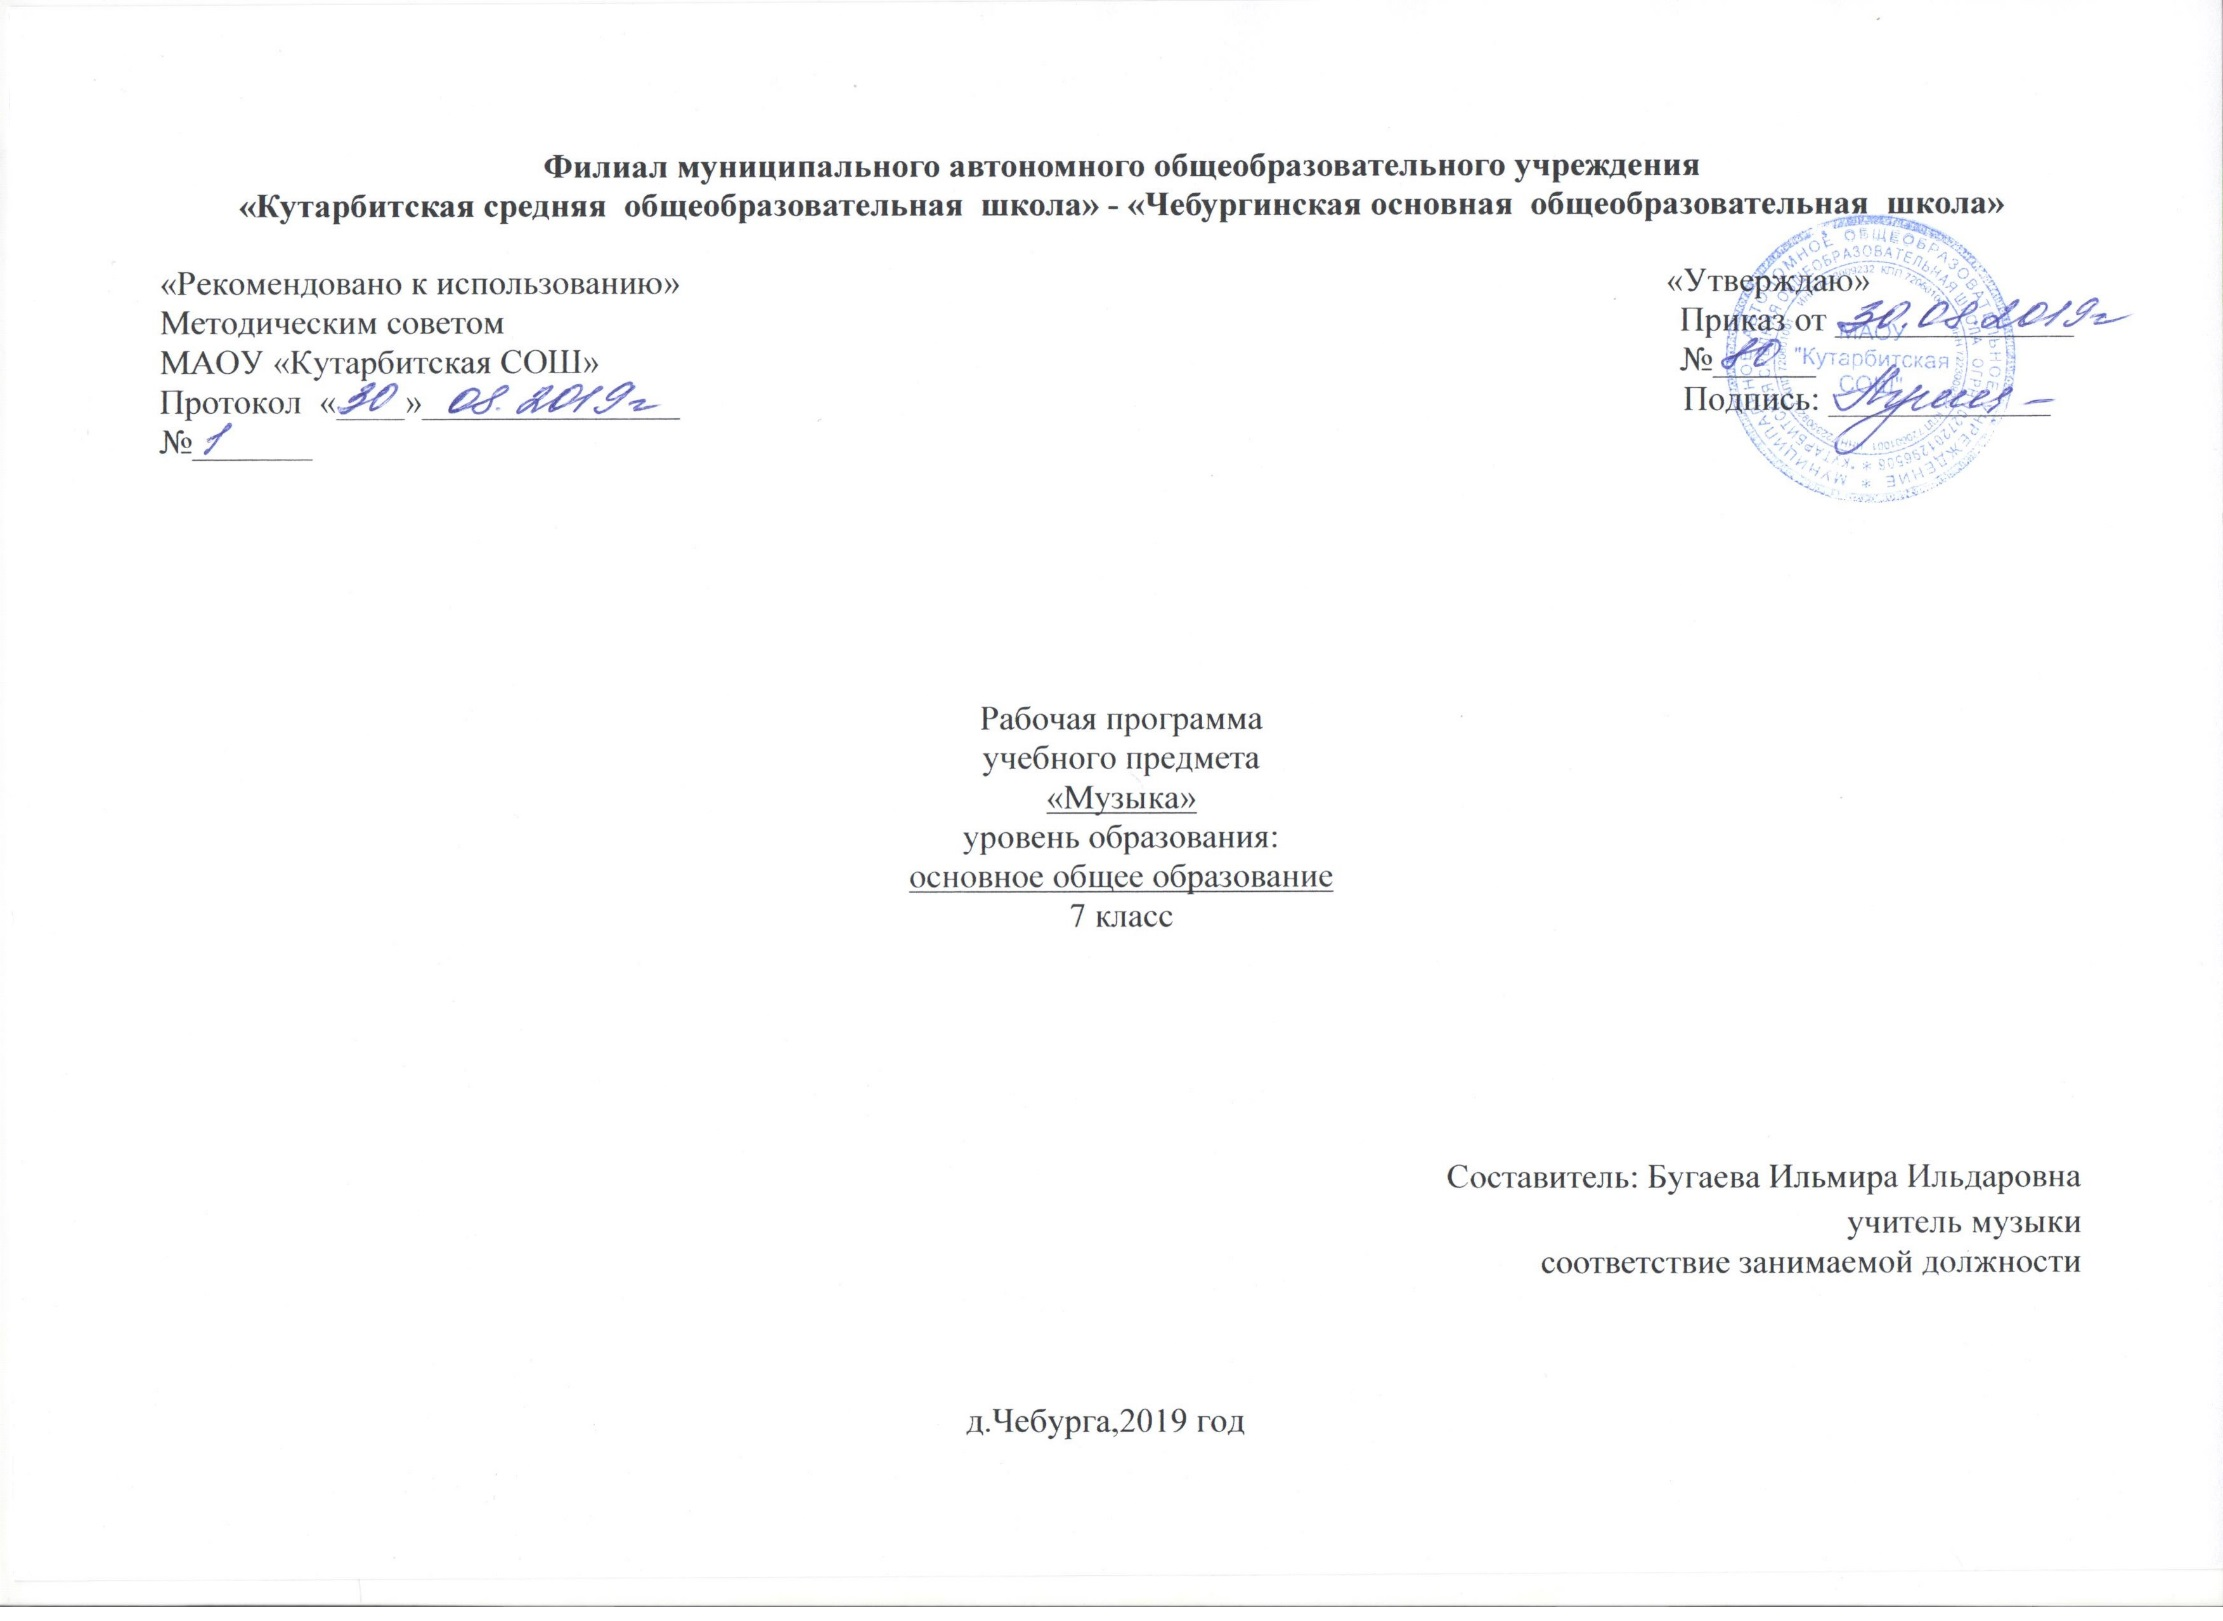 Филиал муниципального автономного общеобразовательного учреждения
«Кутарбитская средняя общеобразовательная школа» - «Чебургинская основная общеобразовательная школа»
«Рекомендовано к использованию»
Методическим советом
МАОУ «Кутарбитская СОШ»
Протокол «30» 08. 2019г
№ 1
«Утверждаю»
Приказ от 30.08.2019г
№ 80
Подпись:
МАОУ
"Кутарбитская
СОШ"
Рабочая программа
учебного предмета
«Музыка»
уровень образования:
основное общее образование
7 класс
Составитель: Бугаева Ильмира Ильдаровна
учитель музыки
соответствие занимаемой должности
д.Чебурга,2019 год